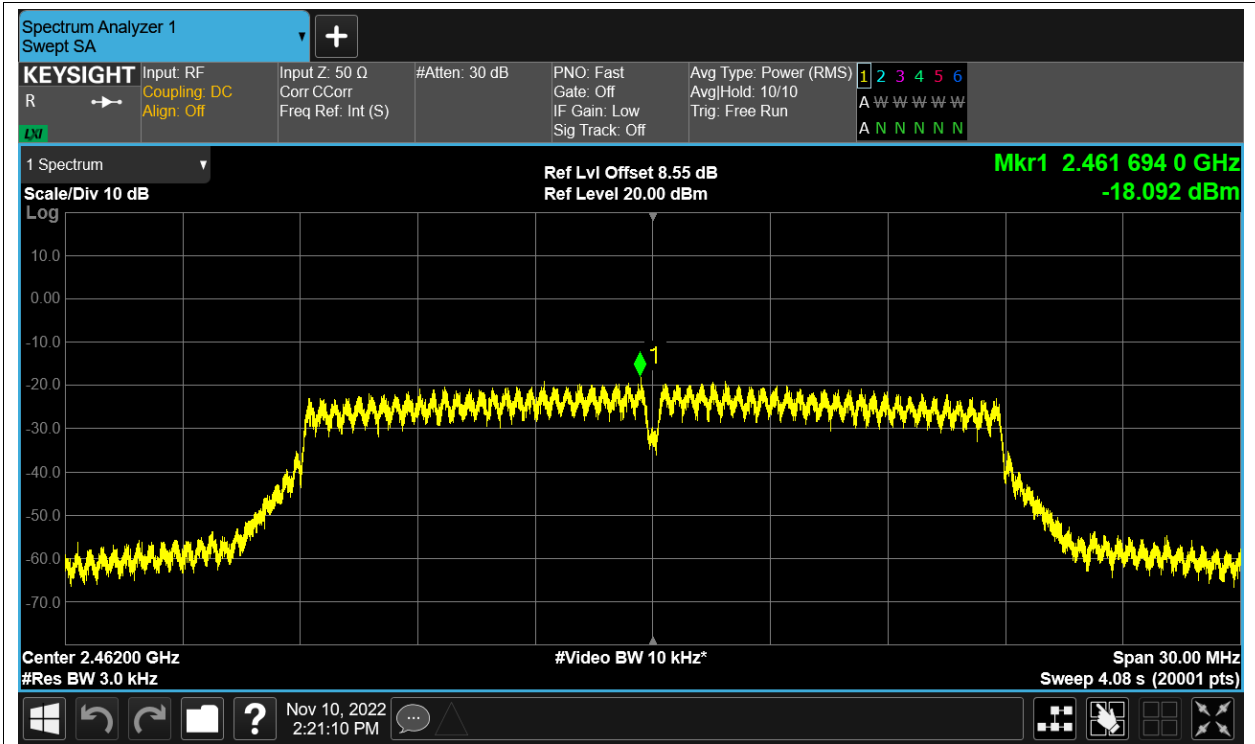 Spectrum Analyzer 1
Swept SA
KEYSIGHT
R
LXI
Input: RF
Coupling: DC
Align: Off
Input Z: 50 Ω
Corr CCorr
Freq Ref: Int (S)
#Atten: 30 dB
PNO: Fast
Gate: Off
IF Gain: Low
Sig Track: Off
Avg Type: Power (RMS)
Avg|Hold: 10/10
Trig: Free Run
1 2 3 4 5 6
A W W W W W
A N N N N N
1 Spectrum
Scale/Div 10 dB
Log
Ref Lvl Offset 8.55 dB
Ref Level 20.00 dBm
Mkr1 2.461 694 0 GHz
-18.092 dBm
10.0
0.00
-10.0
-20.0
-30.0
-40.0
-50.0
-60.0
-70.0
1
Center 2.46200 GHz
#Res BW 3.0 kHz
#Video BW 10 kHz*
Span 30.00 MHz
Sweep 4.08 s (20001 pts)
?
Nov 10, 2022
2:21:10 PM